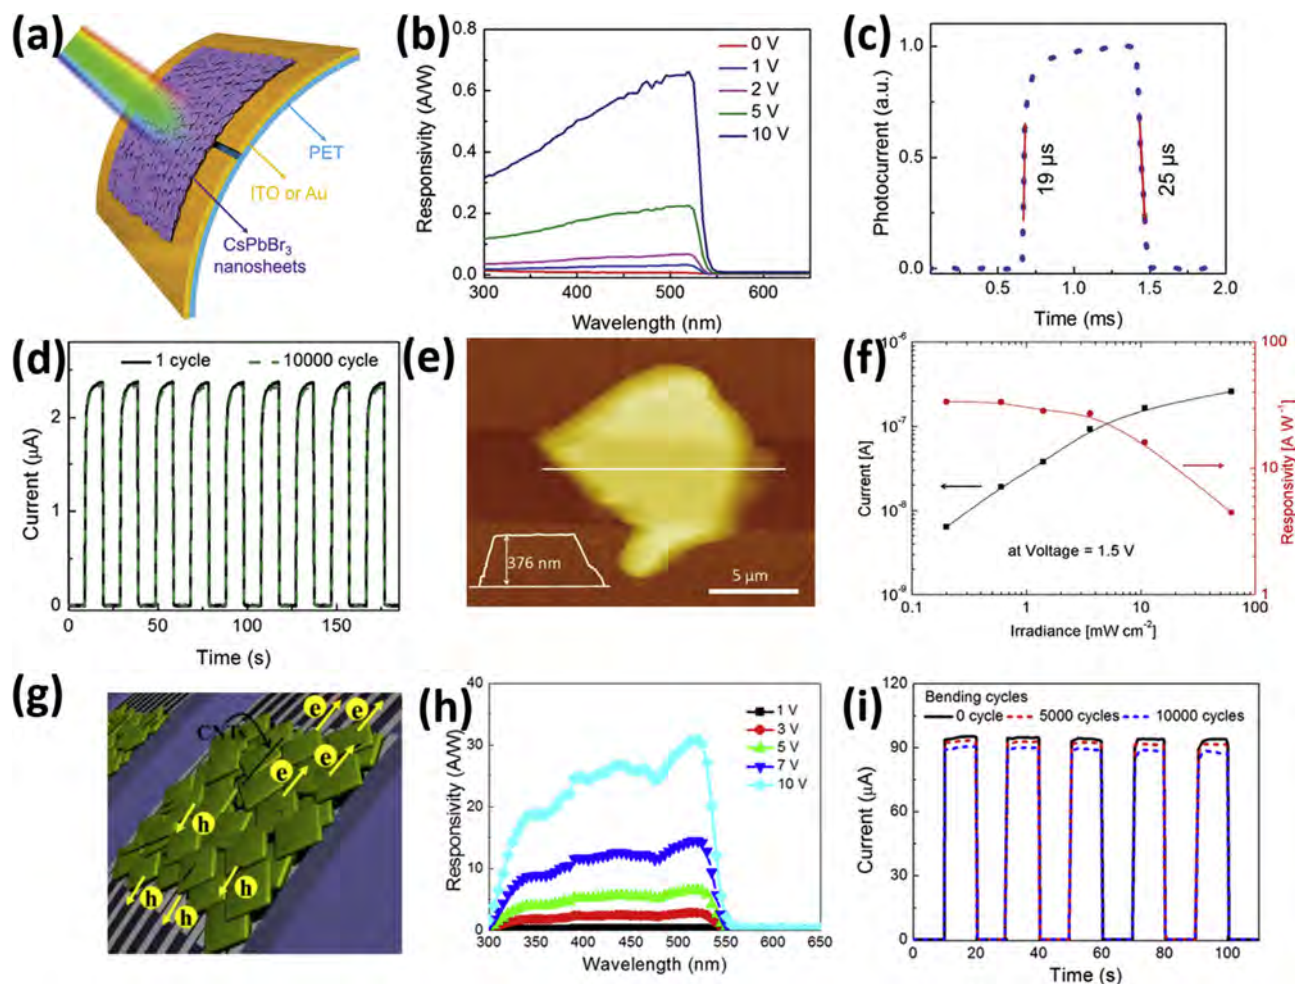 (a)
PET
ITO or Au
CsPbBr₃
nanosheets
(b)
Responsivity (A/W)
0.8
0.6
0.4
0.2
0.0
300
400
500
600
Wavelength (nm)
0 V
1 V
2 V
5 V
10 V
(c)
Photocurrent (a.u.)
1.0
0.5
0.0
19 μs
25 μs
0.5
1.0
1.5
2.0
Time (ms)
(d)
1 cycle
10000 cycle
Current (μA)
2
1
0
0
50
100
150
Time (s)
(e)
376 nm
5 μm
(f)
Current [A]
10⁻⁶
10⁻⁷
10⁻⁸
10⁻⁹
at Voltage = 1.5 V
0.1
1
10
100
Irradiance [mW cm⁻²]
100
10
1
Responsivity [A W⁻¹]
(g)
CNTs
e
e
e
e
h
h
h
h
(h)
Responsivity (A/W)
40
30
20
10
0
300
350
400
450
500
550
600
650
Wavelength (nm)
1 V
3 V
5 V
7 V
10 V
(i)
Bending cycles
0 cycle
5000 cycles
10000 cycles
Current (μA)
120
90
60
30
0
0
20
40
60
80
100
Time (s)